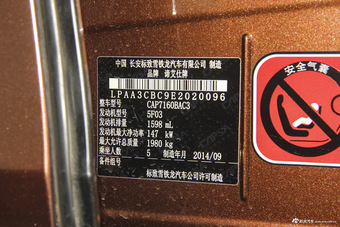 中国 长安标致雪铁龙汽车有限公司 制造
品牌 谛艾仕牌
LPAA3CBC9E2020096
整车型号 CAP7160BAC3
发动机型号 5F03
发动机排量 1598 mL
发动机最大净功率 147 kW
最大允许总质量 1980 kg
乘坐人数 5 制造年月 2014/09
备件组号
标致雪铁龙汽车公司许可制造
安全气囊